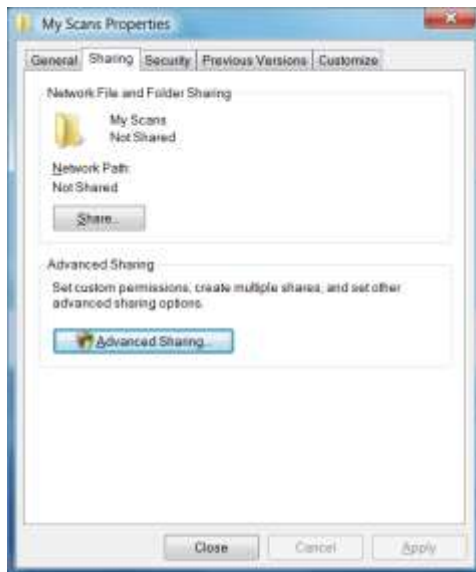 My Scans Properties
General Sharing Security Previous Versions Customize
Network File and Folder Sharing
My Scans
Not Shared
Network Path:
Not Shared
Share...
Advanced Sharing
Set custom permissions, create multiple shares, and set other
advanced sharing options.
Advanced Sharing...
Close Cancel Apply